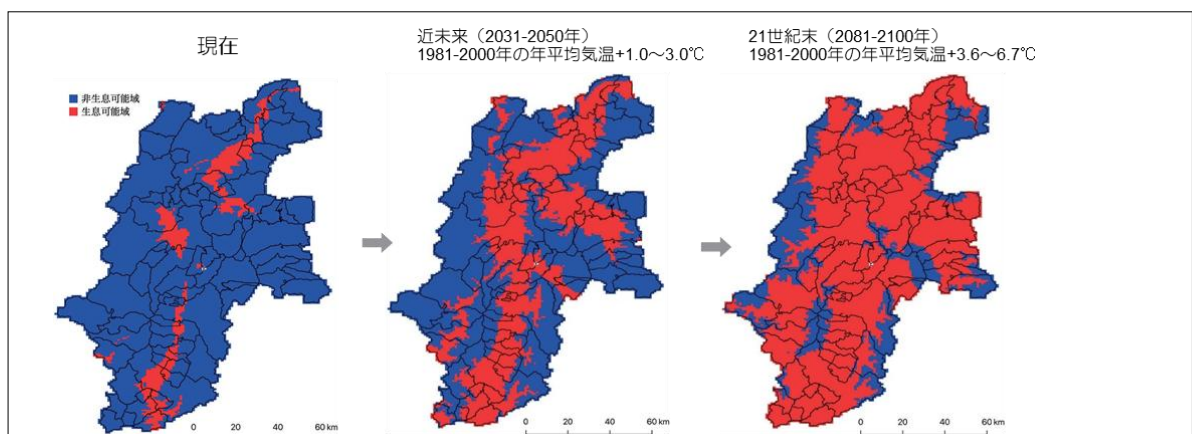 現在
近未来（2031-2050年）
1981-2000年の年平均気温+1.0～3.0℃
21世紀末（2081-2100年）
1981-2000年の年平均気温+3.6～6.7℃
非生息可能域
生息可能域
0 20 40 60 km
0 20 40 60 km
0 20 40 60 km